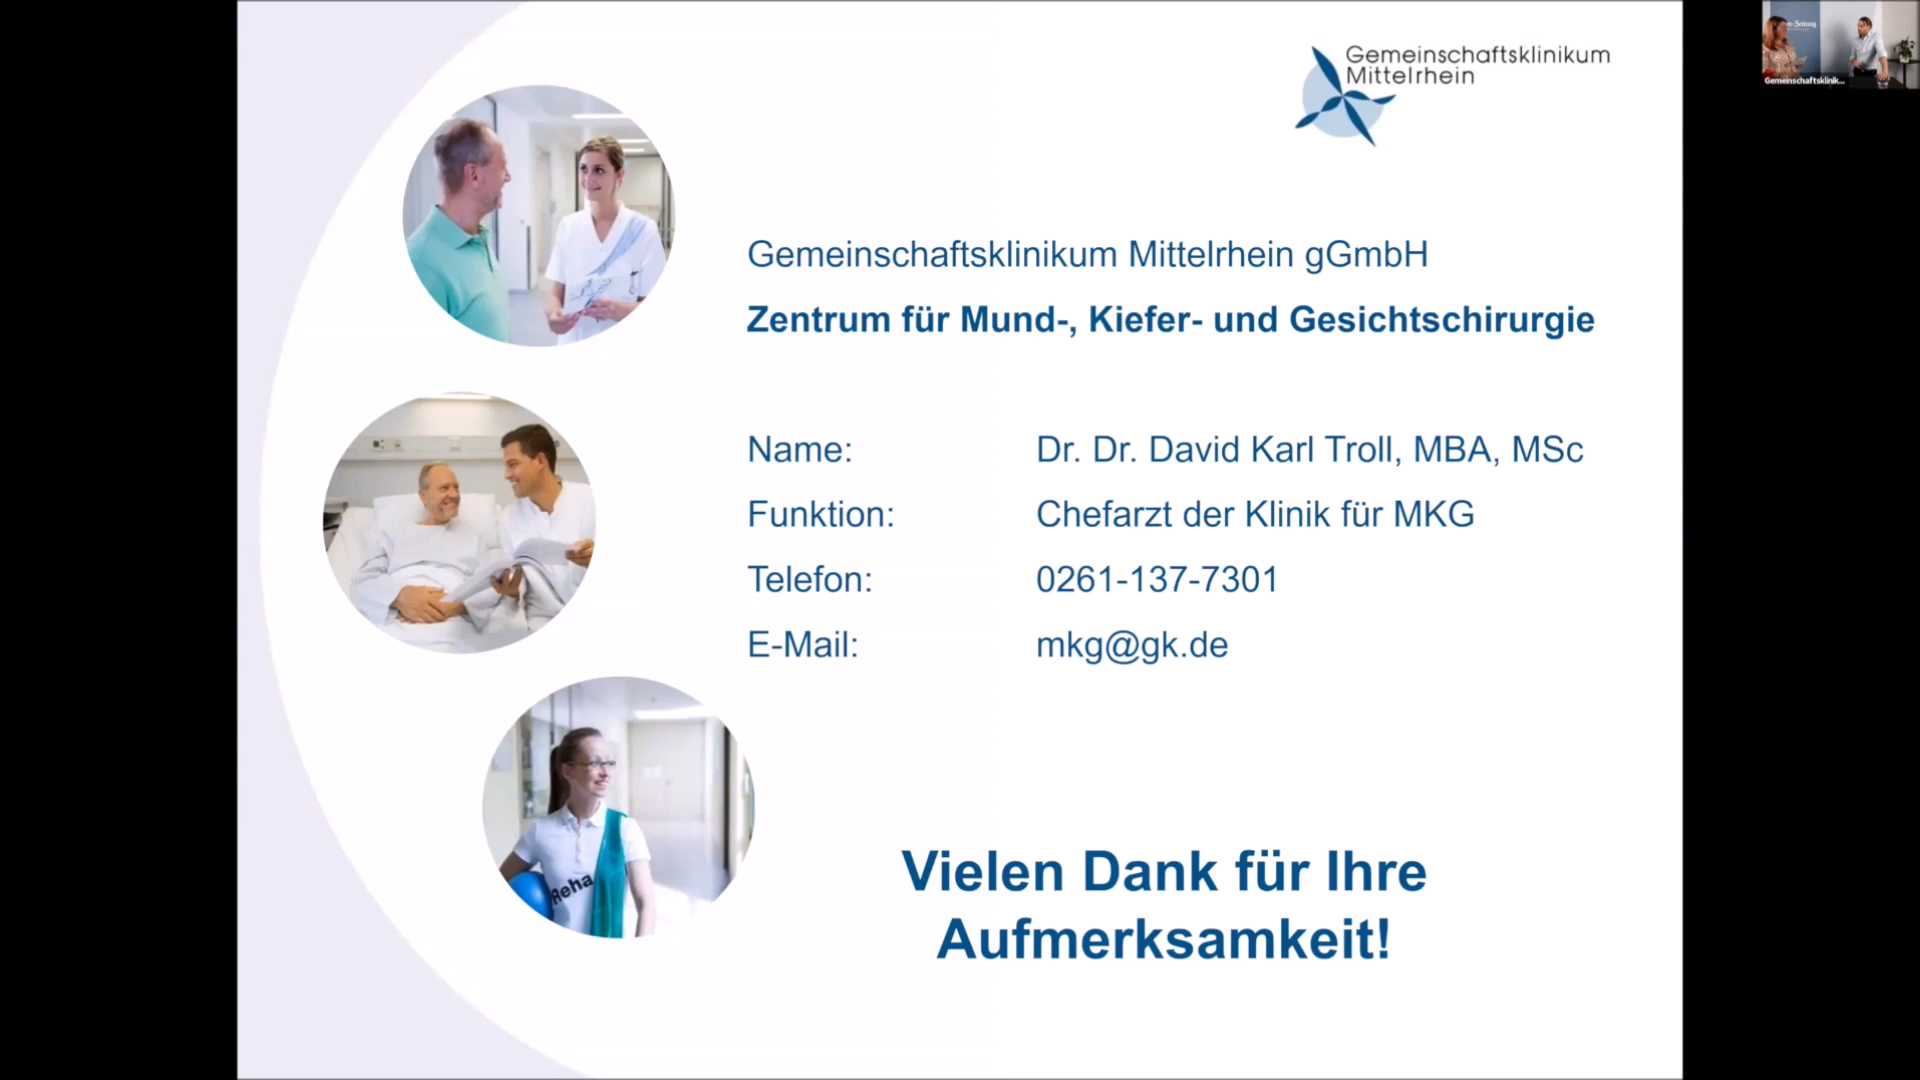 Gemeinschaftsklinikum
Mittelrhein
Gemeinschaftsklinikum Mittelrhein gGmbH
Zentrum für Mund-, Kiefer- und Gesichtschirurgie
Name: Dr. Dr. David Karl Troll, MBA, MSc
Funktion: Chefarzt der Klinik für MKG
Telefon: 0261-137-7301
E-Mail: mkg@gk.de
Reha
Vielen Dank für Ihre
Aufmerksamkeit!
Gemeinschaftsklinik...